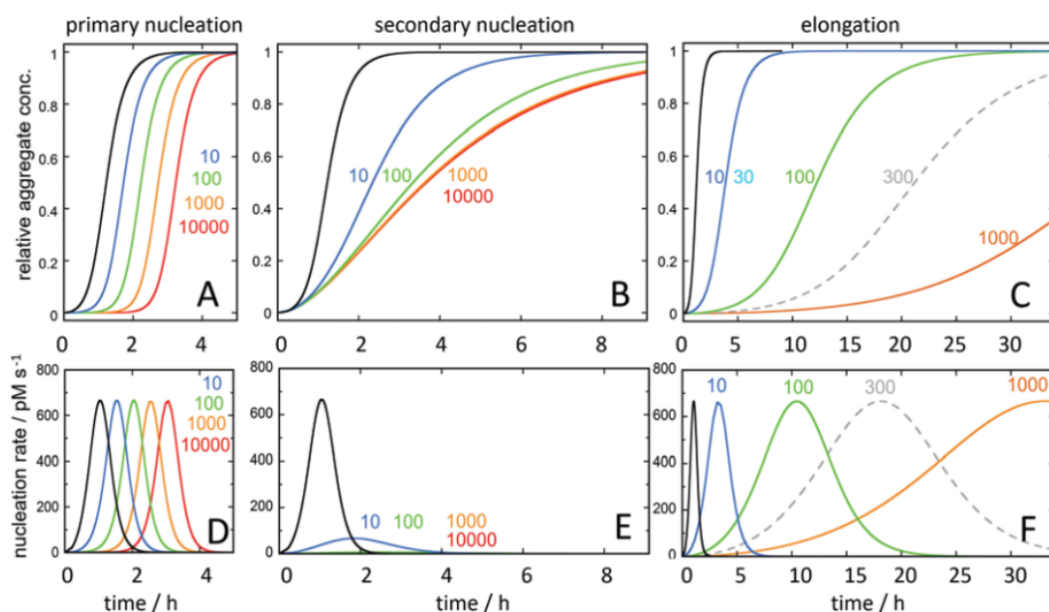 primary nucleation
secondary nucleation
elongation
relative aggregate conc.
1
0.8
0.6
0.4
0.2
0
10
100
1000
10000
A
0 2 4
1
0.8
0.6
0.4
0.2
0
10 100 1000
10000
B
0 2 4 6 8
1
0.8
0.6
0.4
0.2
0
10 30 100 300
1000
C
0 5 10 15 20 25 30
nucleation rate / pM s⁻¹
800
600
400
200
0
10
100
1000
10000
D
0 2 4
time / h
800
600
400
200
0
10 100 1000
10000
E
0 2 4 6 8
time / h
800
600
400
200
0
10 100 300 1000
F
0 5 10 15 20 25 30
time / h